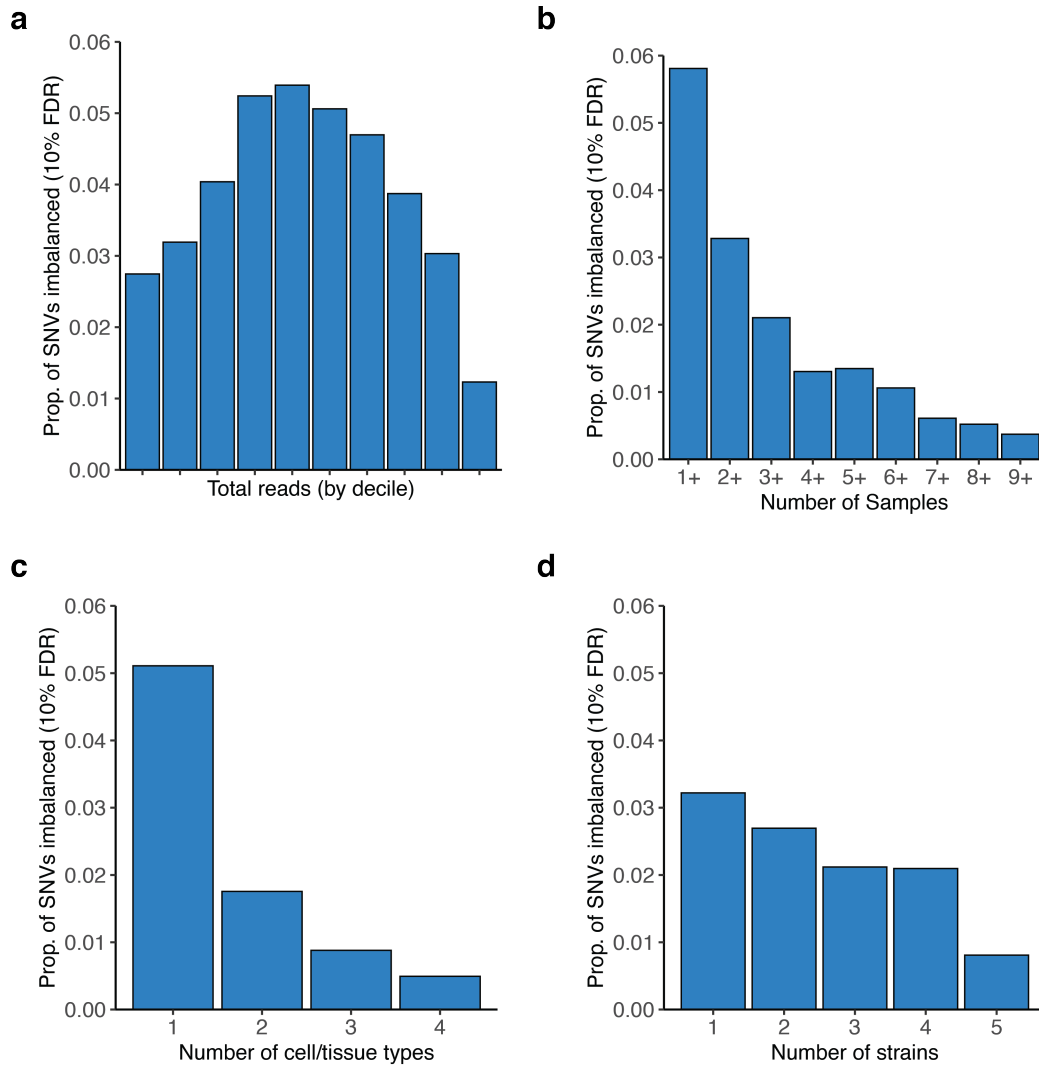 a
Prop. of SNVs imbalanced (10% FDR)
0.06
0.05
0.04
0.03
0.02
0.01
0.00
Total reads (by decile)
b
Prop. of SNVs imbalanced (10% FDR)
0.06
0.05
0.04
0.03
0.02
0.01
0.00
1+ 2+ 3+ 4+ 5+ 6+ 7+ 8+ 9+
Number of Samples
c
Prop. of SNVs imbalanced (10% FDR)
0.06
0.05
0.04
0.03
0.02
0.01
0.00
1 2 3 4
Number of cell/tissue types
d
Prop. of SNVs imbalanced (10% FDR)
0.06
0.05
0.04
0.03
0.02
0.01
0.00
1 2 3 4 5
Number of strains